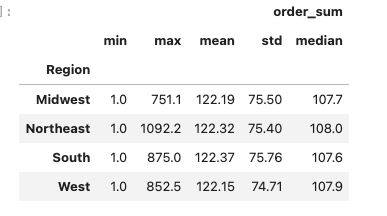 ]:
order_sum
min max mean std median
Region
Midwest 1.0 751.1 122.19 75.50 107.7
Northeast 1.0 1092.2 122.32 75.40 108.0
South 1.0 875.0 122.37 75.76 107.6
West 1.0 852.5 122.15 74.71 107.9